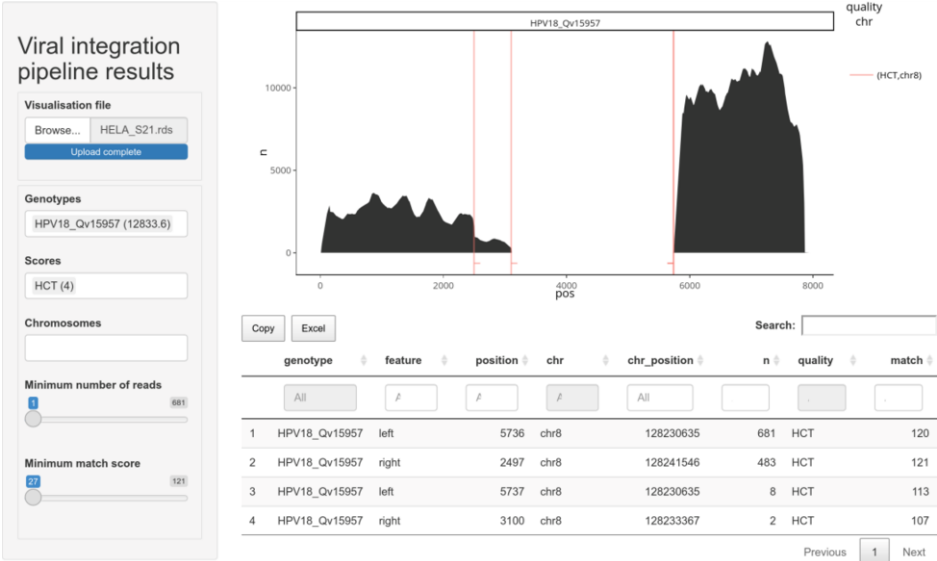 Viral integration
pipeline results
Visualisation file
Browse... HELA_S21.rds
Upload complete
Genotypes
HPV18_Qv15957 (12833.6)
Scores
HCT (4)
Chromosomes
Minimum number of reads
1 681
Minimum match score
27 121
HPV18_Qv15957
quality
chr
(HCT,chr8)
n
10000
5000
0
0 2000 4000 6000 8000
pos
Copy Excel
Search:
genotype feature position chr chr_position n quality match
All All
1 HPV18_Qv15957 left 5736 chr8 128230635 681 HCT 120
2 HPV18_Qv15957 right 2497 chr8 128241546 483 HCT 121
3 HPV18_Qv15957 left 5737 chr8 128230635 8 HCT 113
4 HPV18_Qv15957 right 3100 chr8 128233367 2 HCT 107
Previous 1 Next